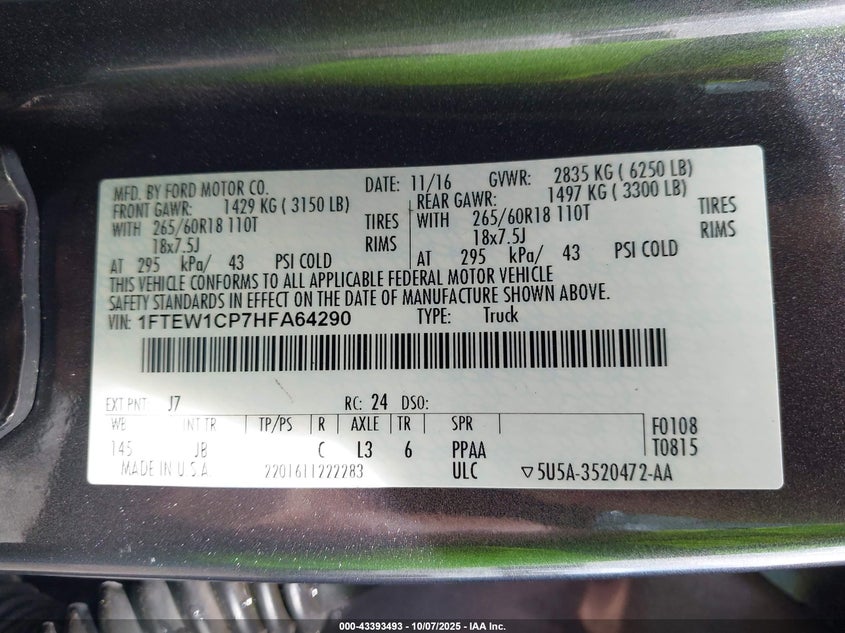 MFD. BY FORD MOTOR CO. DATE: 11/16 GVWR: 2835 KG ( 6250 LB)
FRONT GAWR: 1429 KG ( 3150 LB) REAR GAWR: 1497 KG ( 3300 LB)
WITH 265/60R18 110T TIRES WITH 265/60R18 110T TIRES
18x7.5J RIMS 18x7.5J RIMS
AT 295 kPa/ 43 PSI COLD AT 295 kPa/ 43 PSI COLD
THIS VEHICLE CONFORMS TO ALL APPLICABLE FEDERAL MOTOR VEHICLE
SAFETY STANDARDS IN EFFECT ON THE DATE OF MANUFACTURE SHOWN ABOVE.
VIN: 1FTEW1CP7HFA64290 TYPE: Truck
EXT PNT: J7 RC: 24 DSO:
WB INT TR TP/PS R AXLE TR SPR F0108
145 JB C L3 6 PPAA T0815
MADE IN U.S.A. 2201611222283 ULC ▽5U5A-3520472-AA
000-43393493 - 10/07/2025 - IAA Inc.